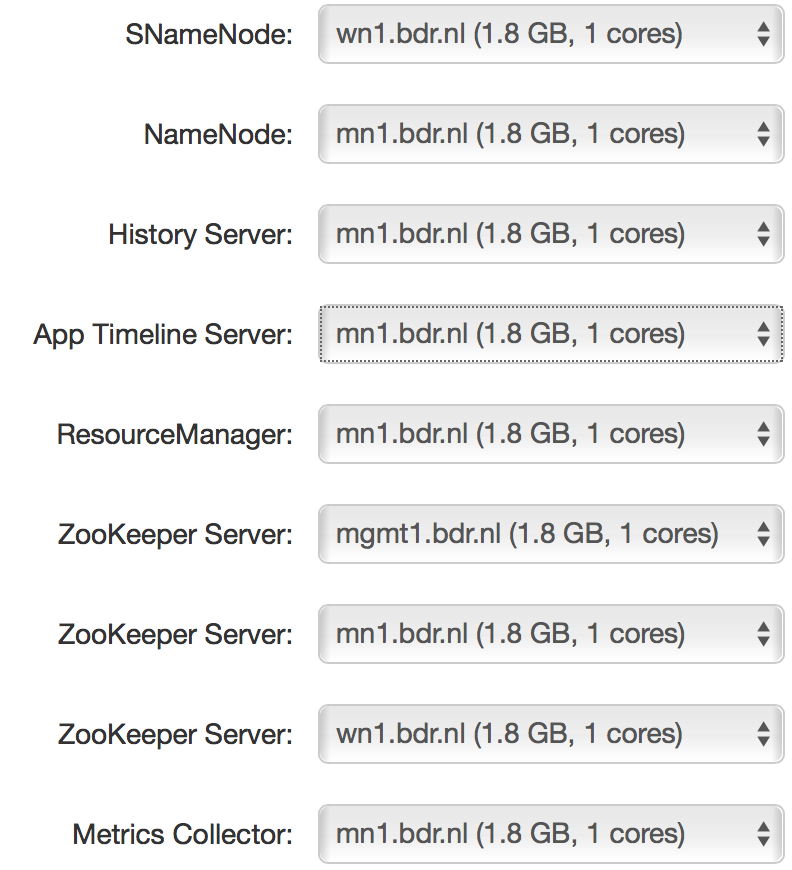 SNameNode: wn1.bdr.nl (1.8 GB, 1 cores)
NameNode: mn1.bdr.nl (1.8 GB, 1 cores)
History Server: mn1.bdr.nl (1.8 GB, 1 cores)
App Timeline Server: mn1.bdr.nl (1.8 GB, 1 cores)
ResourceManager: mn1.bdr.nl (1.8 GB, 1 cores)
ZooKeeper Server: mgmt1.bdr.nl (1.8 GB, 1 cores)
ZooKeeper Server: mn1.bdr.nl (1.8 GB, 1 cores)
ZooKeeper Server: wn1.bdr.nl (1.8 GB, 1 cores)
Metrics Collector: mn1.bdr.nl (1.8 GB, 1 cores)